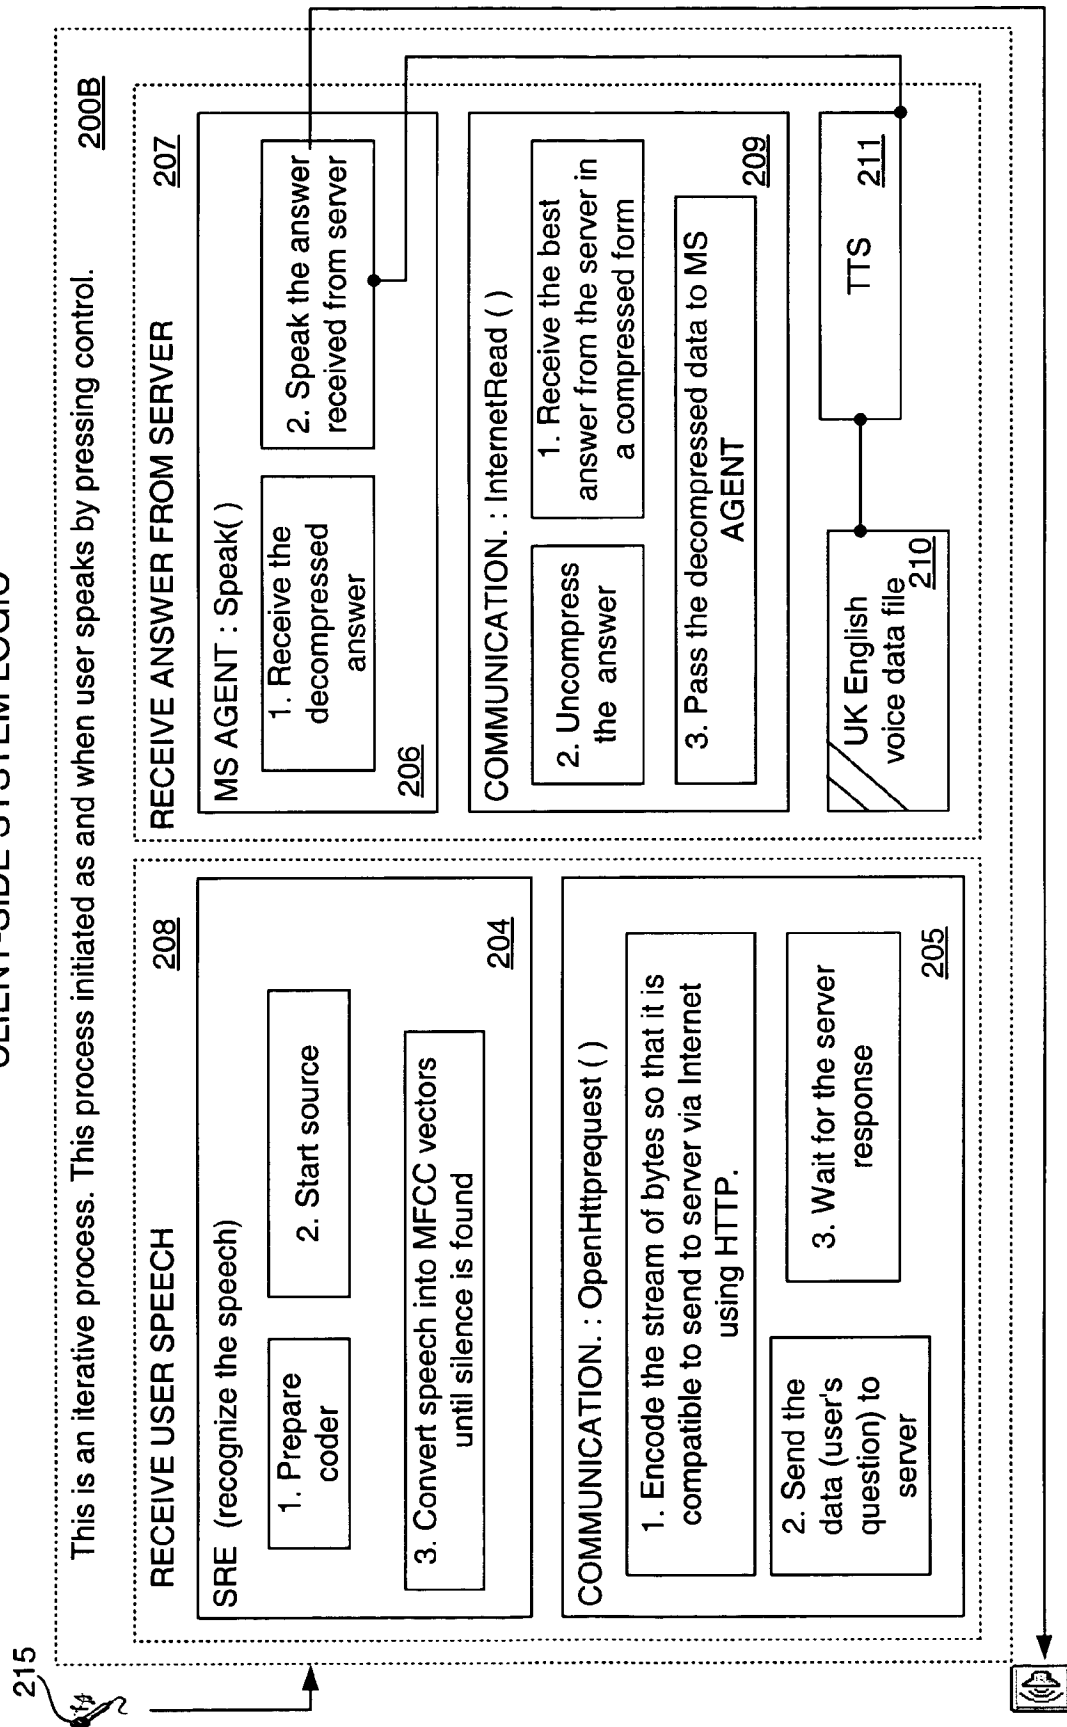 CLIENT-SIDE SYSTEM LOGIC
215
This is an iterative process. This process initiated as and when user speaks by pressing control.
200B
RECEIVE USER SPEECH
208
SRE (recognize the speech)
1. Prepare
coder
2. Start source
3. Convert speech into MFCC vectors
until silence is found
204
COMMUNICATION. : OpenHttprequest ( )
1. Encode the stream of bytes so that it is
compatible to send to server via Internet
using HTTP.
2. Send the
data (user's
question) to
server
3. Wait for the server
response
205
RECEIVE ANSWER FROM SERVER
207
MS AGENT : Speak( )
1. Receive the
decompressed
answer
2. Speak the answer
received from server
206
COMMUNICATION. : InternetRead ( )
2. Uncompress
the answer
1. Receive the best
answer from the server in
a compressed form
3. Pass the decompressed data to MS
AGENT
209
UK English
voice data file
210
TTS
211